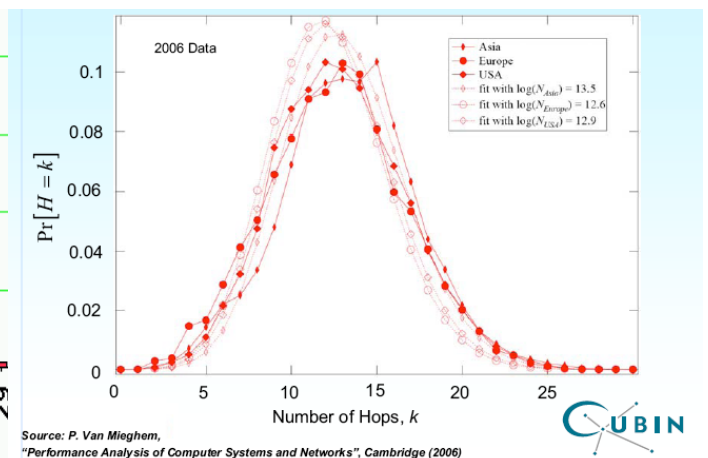 2006 Data
Asia
Europe
USA
fit with log(N_Asia) = 13.5
fit with log(N_Europe) = 12.6
fit with log(N_USA) = 12.9
0.1
0.08
0.06
0.04
0.02
0
Pr[H = k]
0 5 10 15 20 25
Number of Hops, k
CUBIN
Source: P. Van Mieghem,
"Performance Analysis of Computer Systems and Networks", Cambridge (2006)